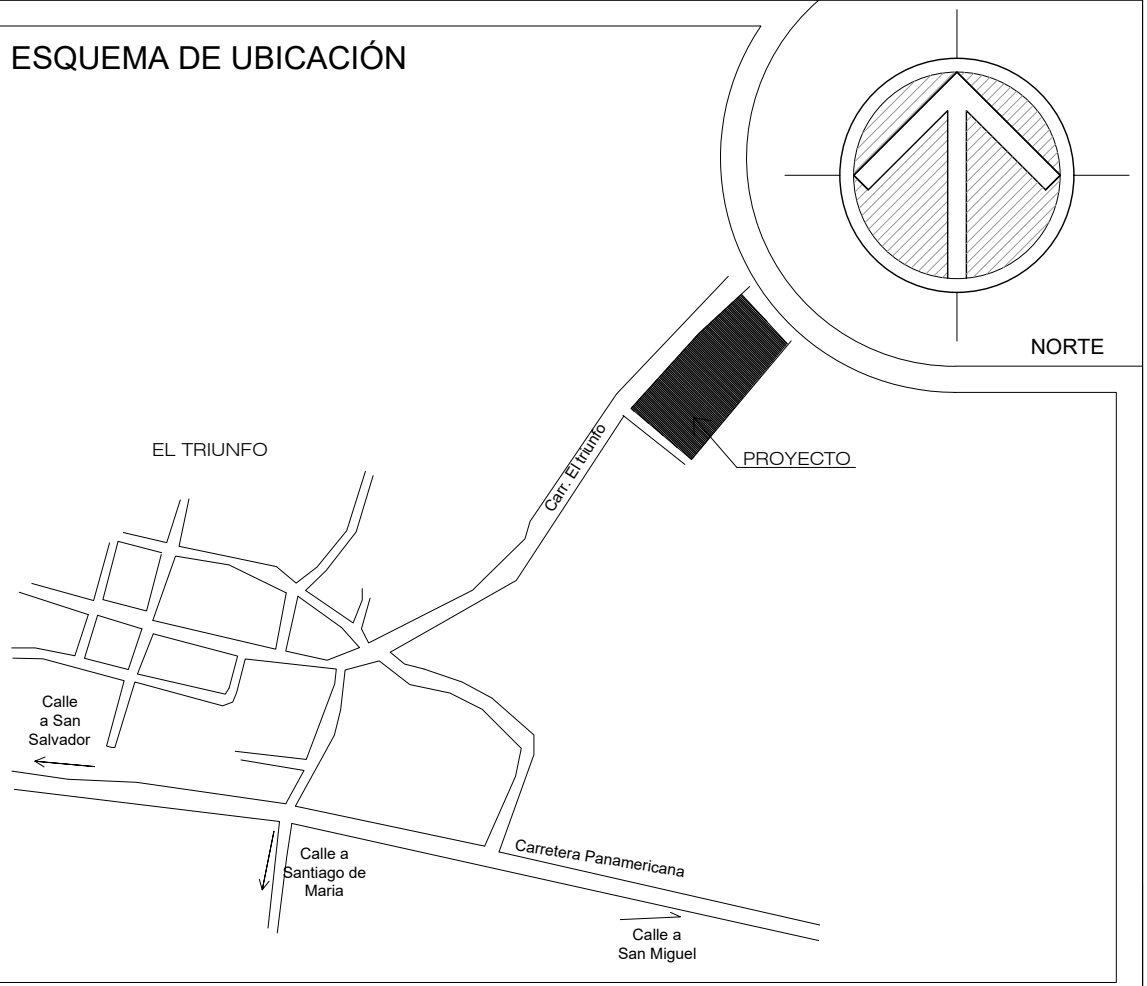 ESQUEMA DE UBICACIÓN
NORTE
EL TRIUNFO
Carr. El triunfo
PROYECTO
Calle
a San
Salvador
Calle a
Santiago de
Maria
Carretera Panamericana
Calle a
San Miguel